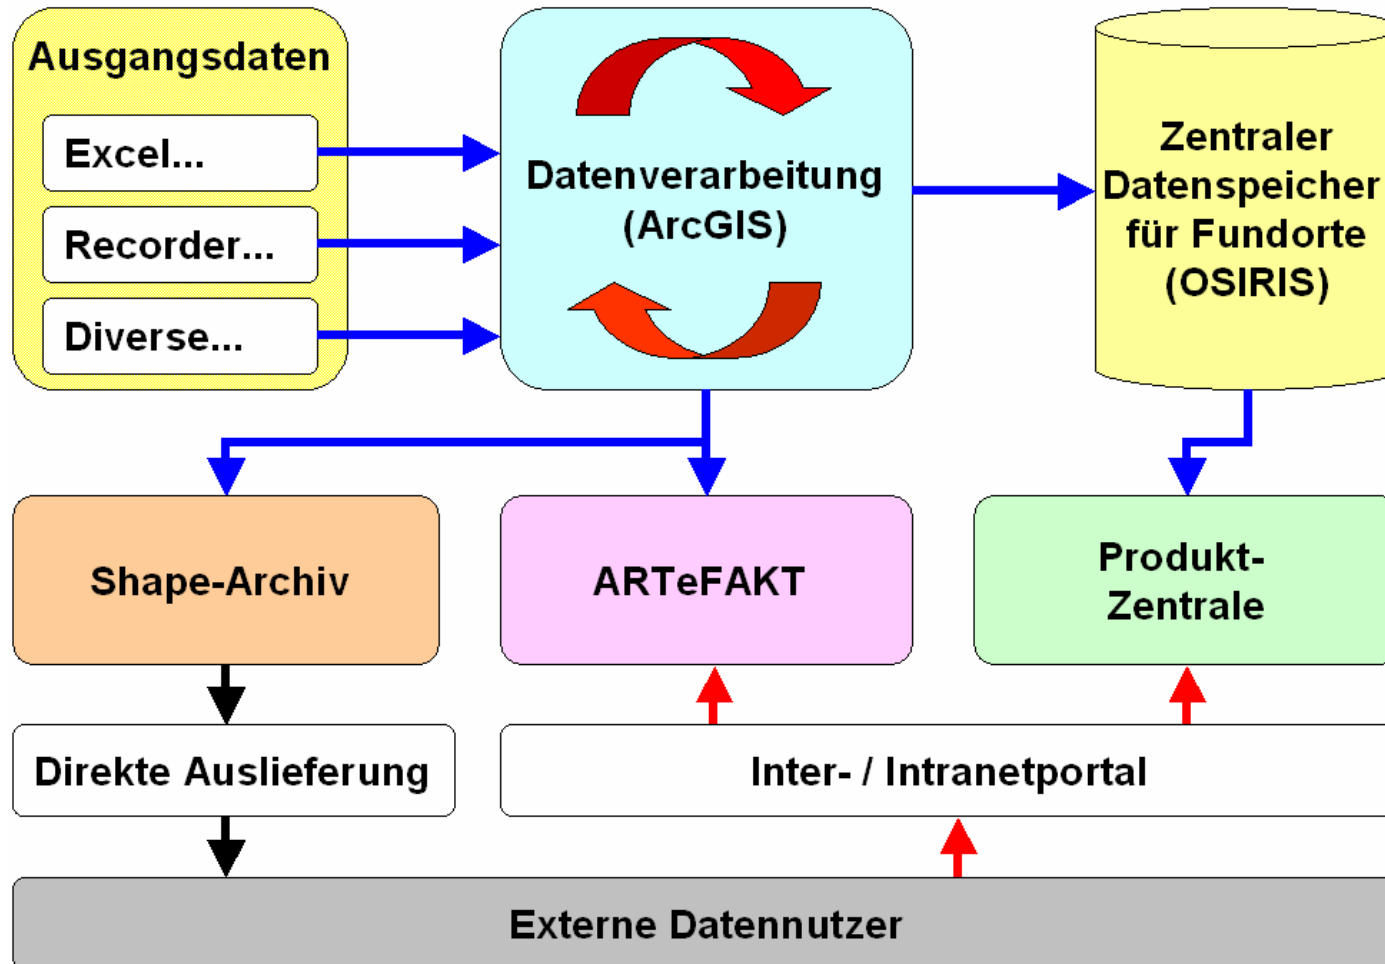 Ausgangsdaten
Excel...
Recorder...
Diverse...
Datenverarbeitung
(ArcGIS)
Zentraler
Datenspeicher
für Fundorte
(OSIRIS)
Shape-Archiv
ARTeFAKT
Produkt-
Zentrale
Direkte Auslieferung
Inter- / Intranetportal
Externe Datennutzer